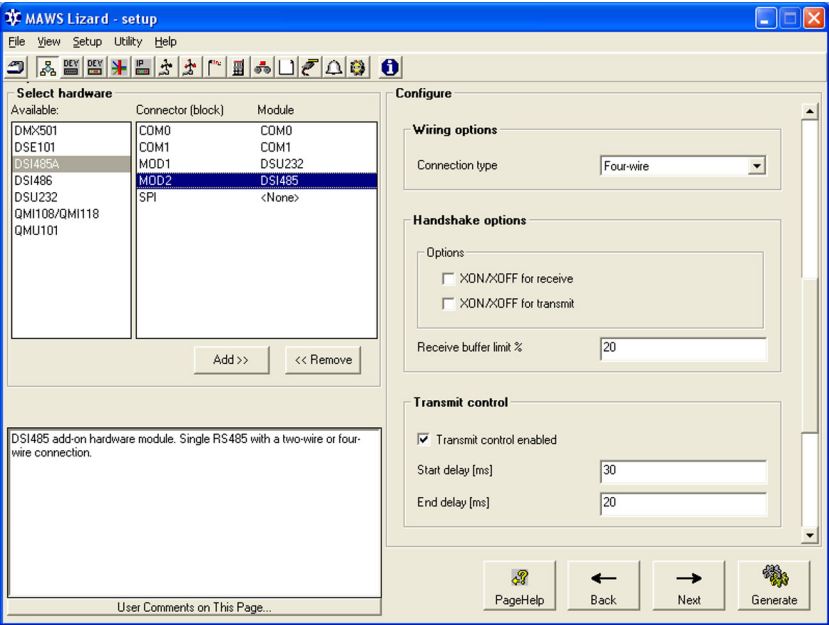 MAWS Lizard - setup
File View Setup Utility Help
DEV DEV IP
Select hardware
Available:
Connector (block) Module
DMX501
DSE101
DSI485A
DSI486
DSU232
QMI108/QMI118
QMU101
COM0 COM0
COM1 COM1
MOD1 DSU232
MOD2 DSI485
SPI <None>
Add >> << Remove
DSI485 add-on hardware module. Single RS485 with a two-wire or four-
wire connection.
User Comments on This Page...
Configure
Wiring options
Connection type Four-wire
Handshake options
Options
XON/XOFF for receive
XON/XOFF for transmit
Receive buffer limit % 20
Transmit control
Transmit control enabled
Start delay [ms] 30
End delay [ms] 20
PageHelp Back Next Generate